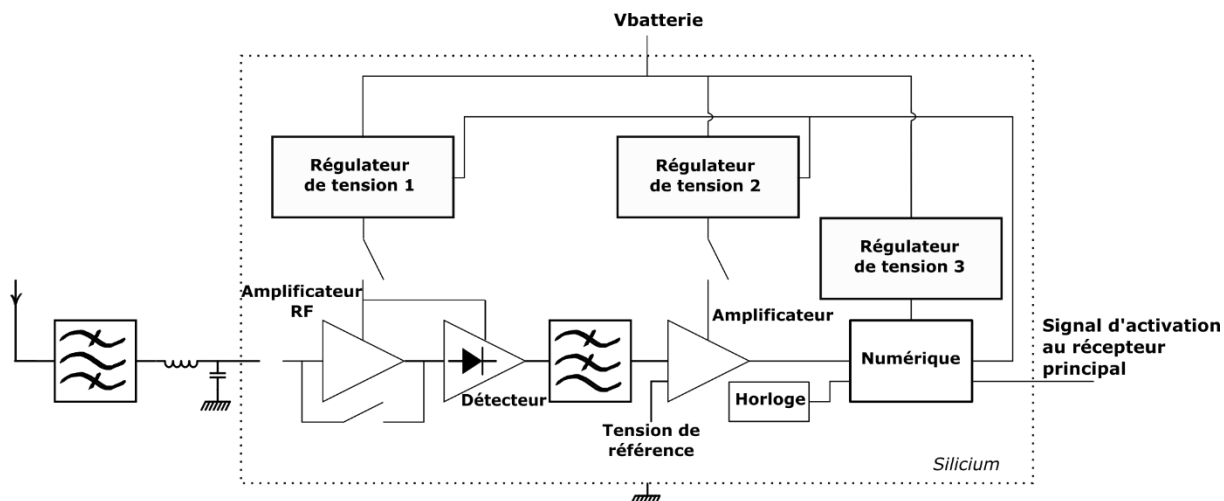 Vbatterie
Régulateur
de tension 1
Régulateur
de tension 2
Régulateur
de tension 3
Amplificateur
RF
Amplificateur
Signal d'activation
au récepteur
principal
Numérique
Détecteur
Horloge
Tension de
référence
Silicium